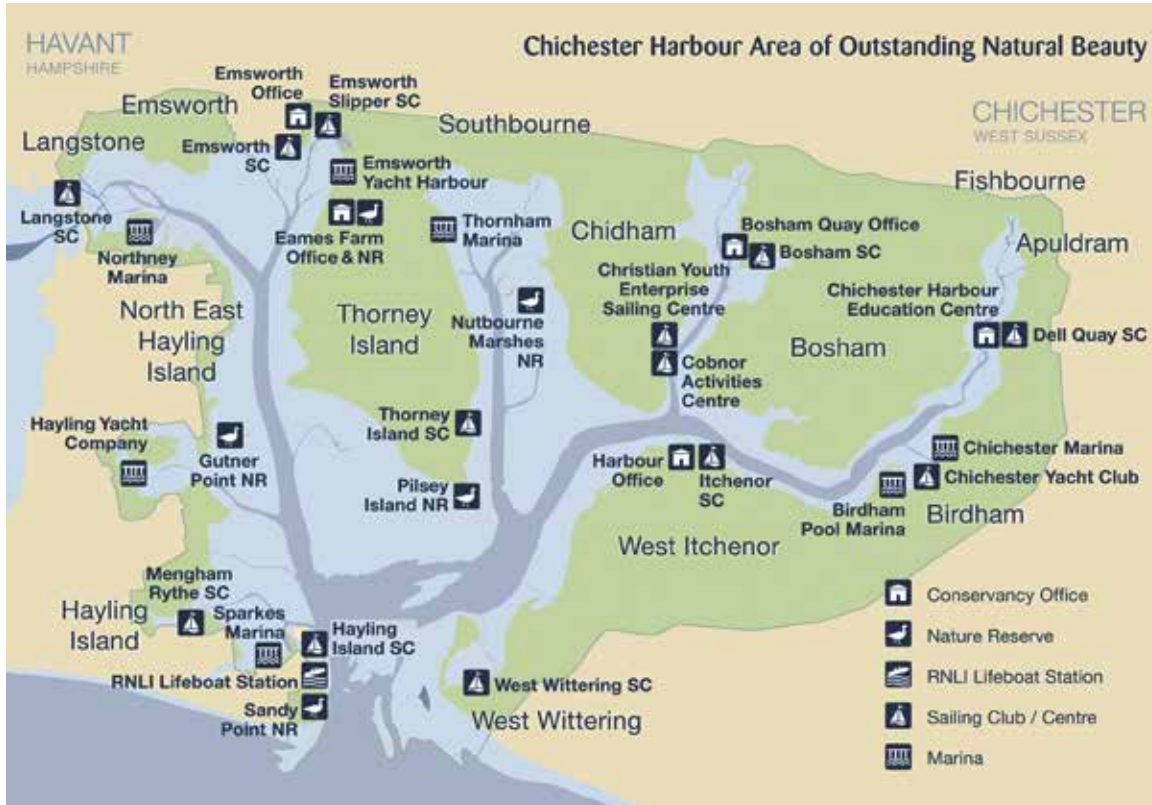 HAVANT
HAMPSHIRE
Chichester Harbour Area of Outstanding Natural Beauty
CHICHESTER
WEST SUSSEX
Emsworth
Office
Emsworth
Slipper SC
Emsworth
Southbourne
Langstone
Emsworth
SC
Emsworth
Yacht Harbour
Fishbourne
Langstone
SC
Northney
Marina
Eames Farm
Office & NR
Thornham
Marina
Chidham
Bosham Quay Office
Bosham SC
Apuldram
Christian Youth
Enterprise
Sailing Centre
Chichester Harbour
Education Centre
North East
Hayling
Island
Thorney
Island
Nutbourne
Marshes
NR
Bosham
Dell Quay SC
Cobnor
Activities
Centre
Hayling Yacht
Company
Thorney
Island SC
Gutner
Point NR
Harbour
Office
Itchenor
SC
Chichester Marina
Chichester Yacht Club
Pilsey
Island NR
Birdham
Pool Marina
Birdham
West Itchenor
Mengham
Rythe SC
Hayling
Island
Sparkes
Marina
Hayling
Island SC
RNLI Lifeboat Station
West Wittering SC
Sandy
Point NR
West Wittering
Conservancy Office
Nature Reserve
RNLI Lifeboat Station
Sailing Club / Centre
Marina